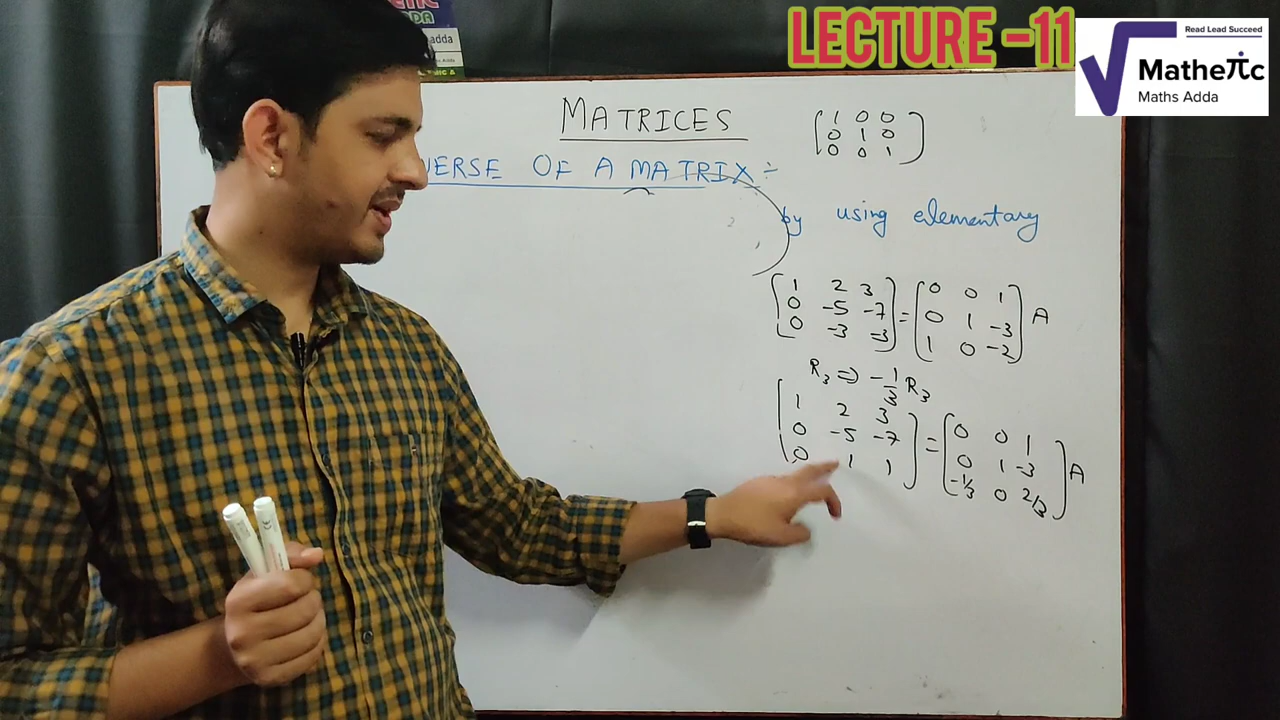 LECTURE -11
Read Lead Succeed
Matheπc
Maths Adda
DDA
adda
MATRICES
[1 0 0
0 1 0
0 0 1]
VERSE OF A MATRIX ÷
by using elementary
[1 2 3
0 -5 -7
0 -3 -3] = [0 0 1
0 1 -3
1 0 -2] A
R₃ ⇒ -1/3 R₃
[1 2 3
0 -5 -7
0 1 1] = [0 0 1
0 1 -3
-1/3 0 2/3] A